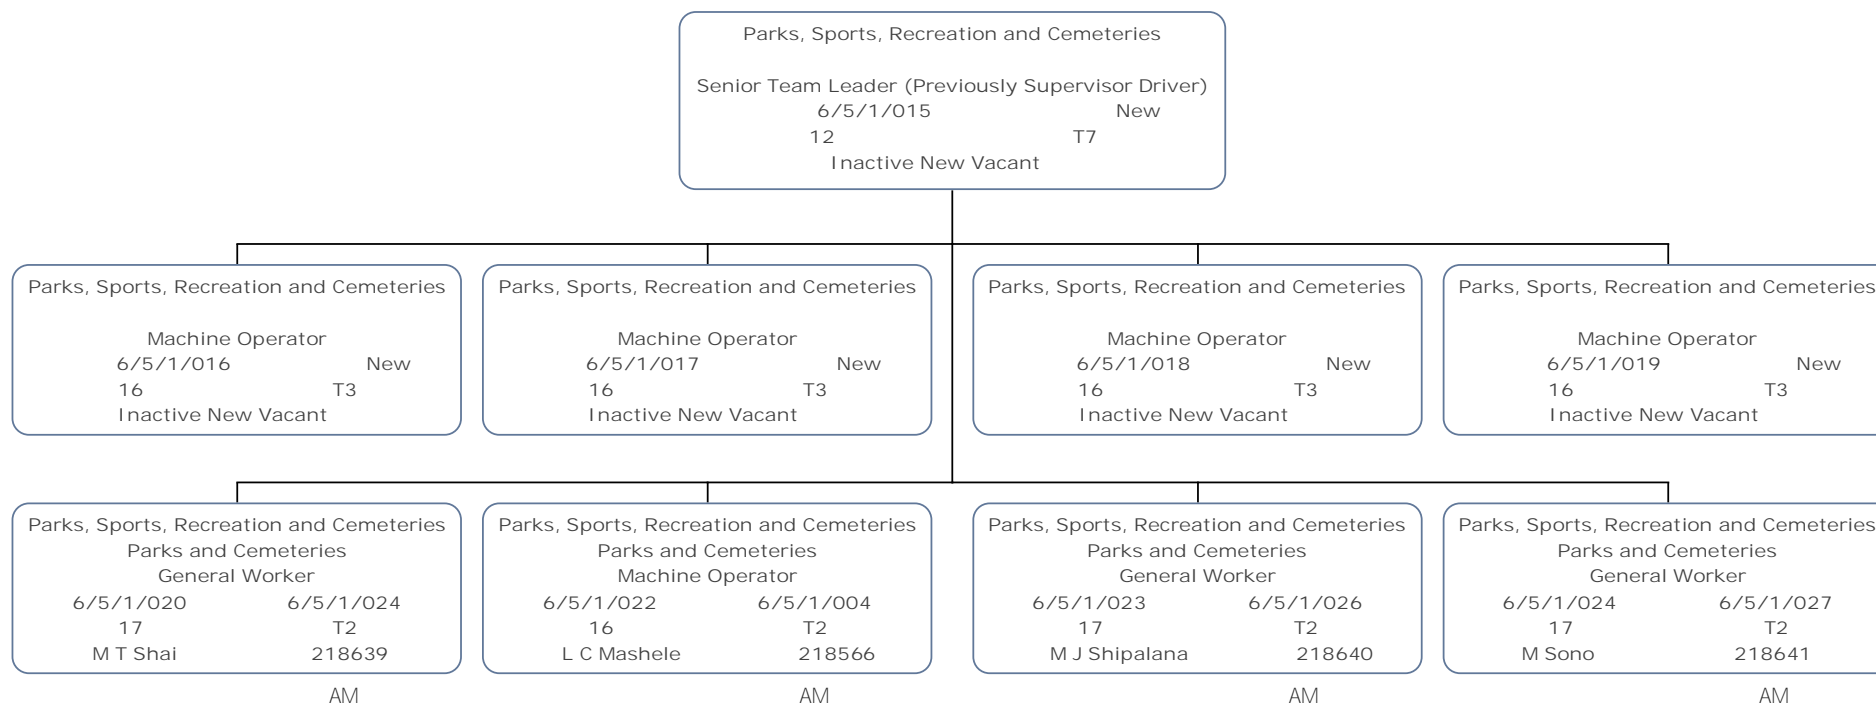 Parks, Sports, Recreation and Cemeteries
Senior Team Leader (Previously Supervisor Driver)
6/5/1/015 New
12 T7
Inactive New Vacant
Parks, Sports, Recreation and Cemeteries
Machine Operator
6/5/1/016 New
16 T3
Inactive New Vacant
Parks, Sports, Recreation and Cemeteries
Machine Operator
6/5/1/017 New
16 T3
Inactive New Vacant
Parks, Sports, Recreation and Cemeteries
Machine Operator
6/5/1/018 New
16 T3
Inactive New Vacant
Parks, Sports, Recreation and Cemeteries
Machine Operator
6/5/1/019 New
16 T3
Inactive New Vacant
Parks, Sports, Recreation and Cemeteries
Parks and Cemeteries
General Worker
6/5/1/020 6/5/1/024
17 T2
M T Shai 218639
AM
Parks, Sports, Recreation and Cemeteries
Parks and Cemeteries
Machine Operator
6/5/1/022 6/5/1/004
16 T2
L C Mashele 218566
AM
Parks, Sports, Recreation and Cemeteries
Parks and Cemeteries
General Worker
6/5/1/023 6/5/1/026
17 T2
M J Shipalana 218640
AM
Parks, Sports, Recreation and Cemeteries
Parks and Cemeteries
General Worker
6/5/1/024 6/5/1/027
17 T2
M Sono 218641
AM